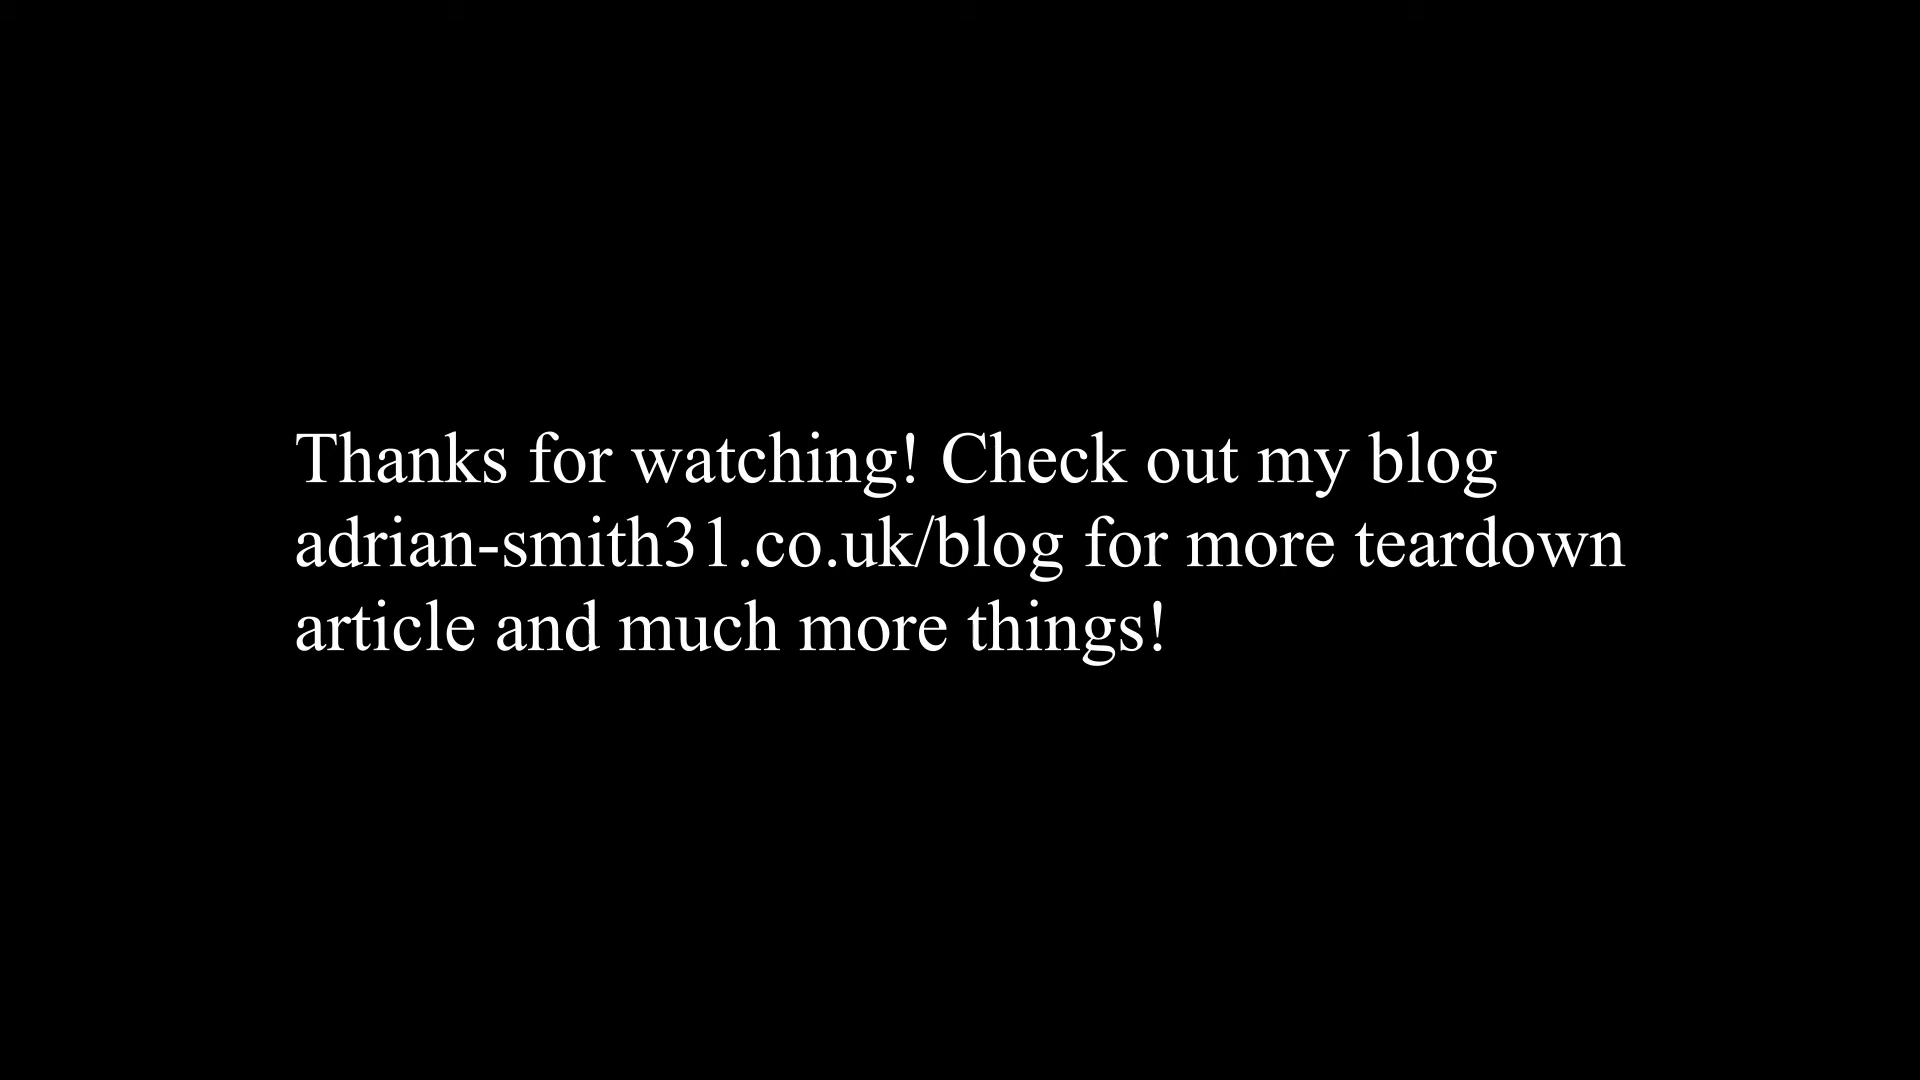 Thanks for watching! Check out my blog
adrian-smith31.co.uk/blog for more teardown
article and much more things!